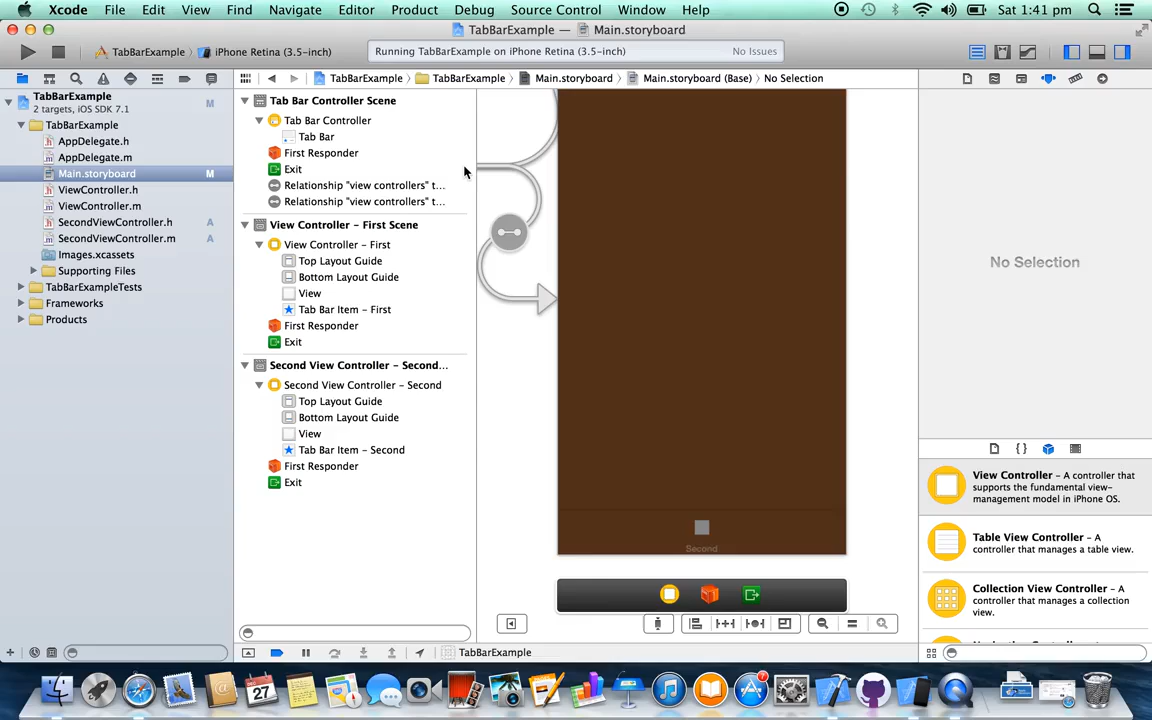 Xcode File Edit View Find Navigate Editor Product Debug Source Control Window Help Sat 1:41 pm
TabBarExample — Main.storyboard
TabBarExample iPhone Retina (3.5-inch) Running TabBarExample on iPhone Retina (3.5-inch) No Issues
TabBarExample TabBarExample Main.storyboard Main.storyboard (Base) No Selection
TabBarExample
2 targets, iOS SDK 7.1
M
TabBarExample
AppDelegate.h
AppDelegate.m
Main.storyboard M
ViewController.h
ViewController.m
SecondViewController.h A
SecondViewController.m A
Images.xcassets
Supporting Files
TabBarExampleTests
Frameworks
Products
Tab Bar Controller Scene
Tab Bar Controller
Tab Bar
First Responder
Exit
Relationship "view controllers" t...
Relationship "view controllers" t...
View Controller – First Scene
View Controller – First
Top Layout Guide
Bottom Layout Guide
View
Tab Bar Item – First
First Responder
Exit
Second View Controller – Second...
Second View Controller – Second
Top Layout Guide
Bottom Layout Guide
View
Tab Bar Item – Second
First Responder
Exit
Second
No Selection
{ }
View Controller – A controller that
supports the fundamental view-
management model in iPhone OS.
Table View Controller – A
controller that manages a table view.
Collection View Controller – A
controller that manages a collection
view.
TabBarExample
27
7